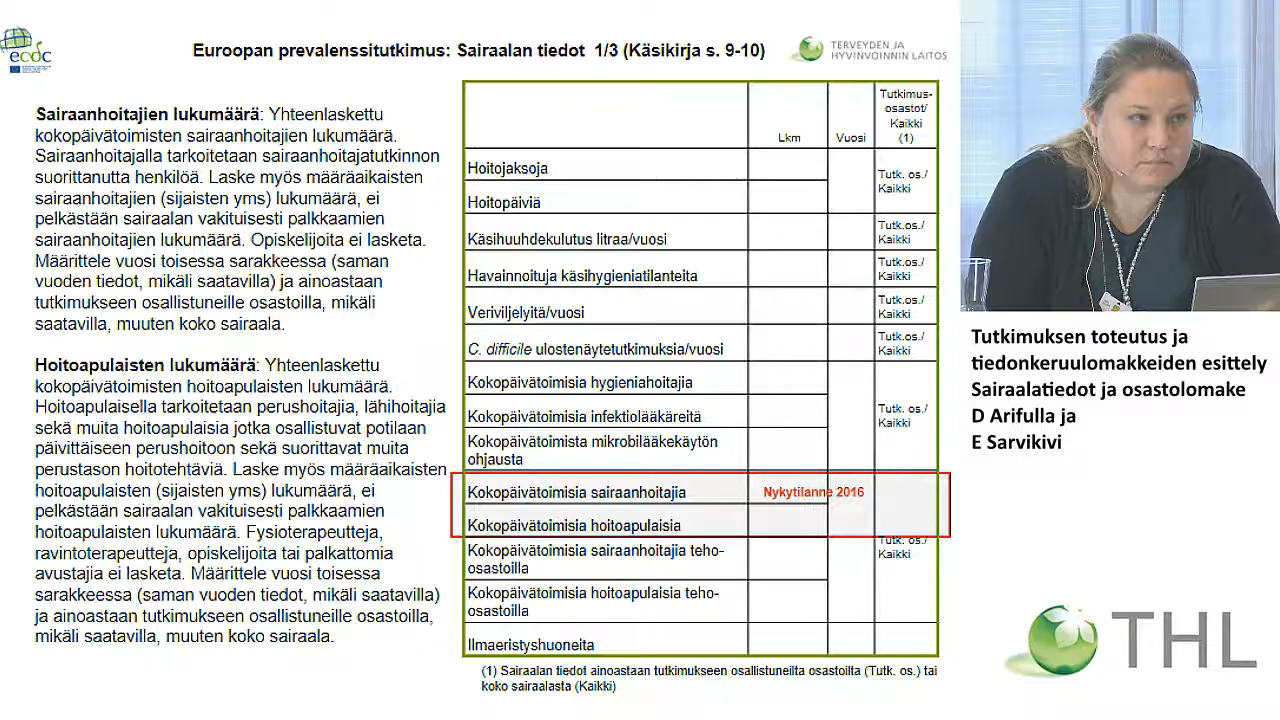 ecdc
Euroopan prevalenssitutkimus: Sairaalan tiedot 1/3 (Käsikirja s. 9-10)
TERVEYDEN JA
HYVINVOINNIN LAITOS
Sairaanhoitajien lukumäärä: Yhteenlaskettu
kokopäivätoimisten sairaanhoitajien lukumäärä.
Sairaanhoitajalla tarkoitetaan sairaanhoitajatutkinnon
suorittanutta henkilöä. Laske myös määräaikaisten
sairaanhoitajien (sijaisten yms) lukumäärä, ei
pelkästään sairaalan vakituisesti palkkaamien
sairaanhoitajien lukumäärä. Opiskelijoita ei lasketa.
Määrittele vuosi toisessa sarakkeessa (saman
vuoden tiedot, mikäli saatavilla) ja ainoastaan
tutkimukseen osallistuneille osastoilla, mikäli
saatavilla, muuten koko sairaala.
Hoitoapulaisten lukumäärä: Yhteenlaskettu
kokopäivätoimisten hoitoapulaisten lukumäärä.
Hoitoapulaisella tarkoitetaan perushoitajia, lähihoitajia
sekä muita hoitoapulaisia jotka osallistuvat potilaan
päivittäiseen perushoitoon sekä suorittavat muita
perustason hoitotehtäviä. Laske myös määräaikaisten
hoitoapulaisten (sijaisten yms) lukumäärä, ei
pelkästään sairaalan vakituisesti palkkaamien
hoitoapulaisten lukumäärä. Fysioterapeutteja,
ravintoterapeutteja, opiskelijoita tai palkattomia
avustajia ei lasketa. Määrittele vuosi toisessa
sarakkeessa (saman vuoden tiedot, mikäli saatavilla)
ja ainoastaan tutkimukseen osallistuneille osastoilla,
mikäli saatavilla, muuten koko sairaala.
Lkm
Vuosi
Tutkimus-
osastot/
Kaikki
(1)
Hoitojaksoja
Tutk. os./
Kaikki
Hoitopäiviä
Käsihuuhdekulutus litraa/vuosi
Tutk.os./
Kaikki
Havainnoituja käsihygieniatilanteita
Tutk.os./
Kaikki
Veriviljelyitä/vuosi
Tutk.os./
Kaikki
C. difficile ulostenäytetutkimuksia/vuosi
Tutk.os./
Kaikki
Kokopäivätoimisia hygieniahoitajia
Kokopäivätoimisia infektiolääkäreitä
Tutk. os./
Kaikki
Kokopäivätoimista mikrobilääkekäytön
ohjausta
Kokopäivätoimisia sairaanhoitajia
Nykytilanne 2016
Kokopäivätoimisia hoitoapulaisia
Kokopäivätoimisia sairaanhoitajia teho-
osastoilla
Tutk. os./
Kaikki
Kokopäivätoimisia hoitoapulaisia teho-
osastoilla
Ilmaeristyshuoneita
(1) Sairaalan tiedot ainoastaan tutkimukseen osallistuneilta osastoilta (Tutk. os.) tai
koko sairaalasta (Kaikki)
Tutkimuksen toteutus ja
tiedonkeruulomakkeiden esittely
Sairaalatiedot ja osastolomake
D Arifulla ja
E Sarvikivi
THL